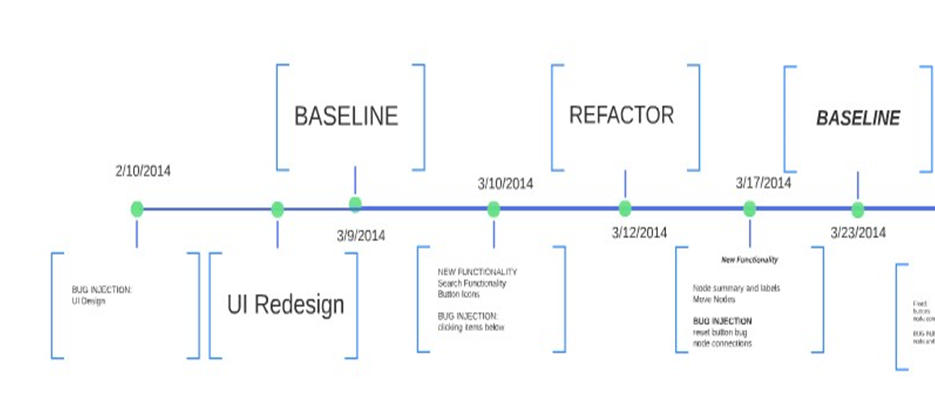 BASELINE
REFACTOR
BASELINE
2/10/2014
3/10/2014
3/17/2014
3/9/2014
3/12/2014
3/23/2014
BUG INJECTION:
UI Design
UI Redesign
NEW FUNCTIONALITY
Search Functionality
Button Icons
BUG INJECTION:
clicking items below
New Functionality
Node summary and labels
Move Nodes
BUG INJECTION
reset button bug
node connections
Fixed
buttons